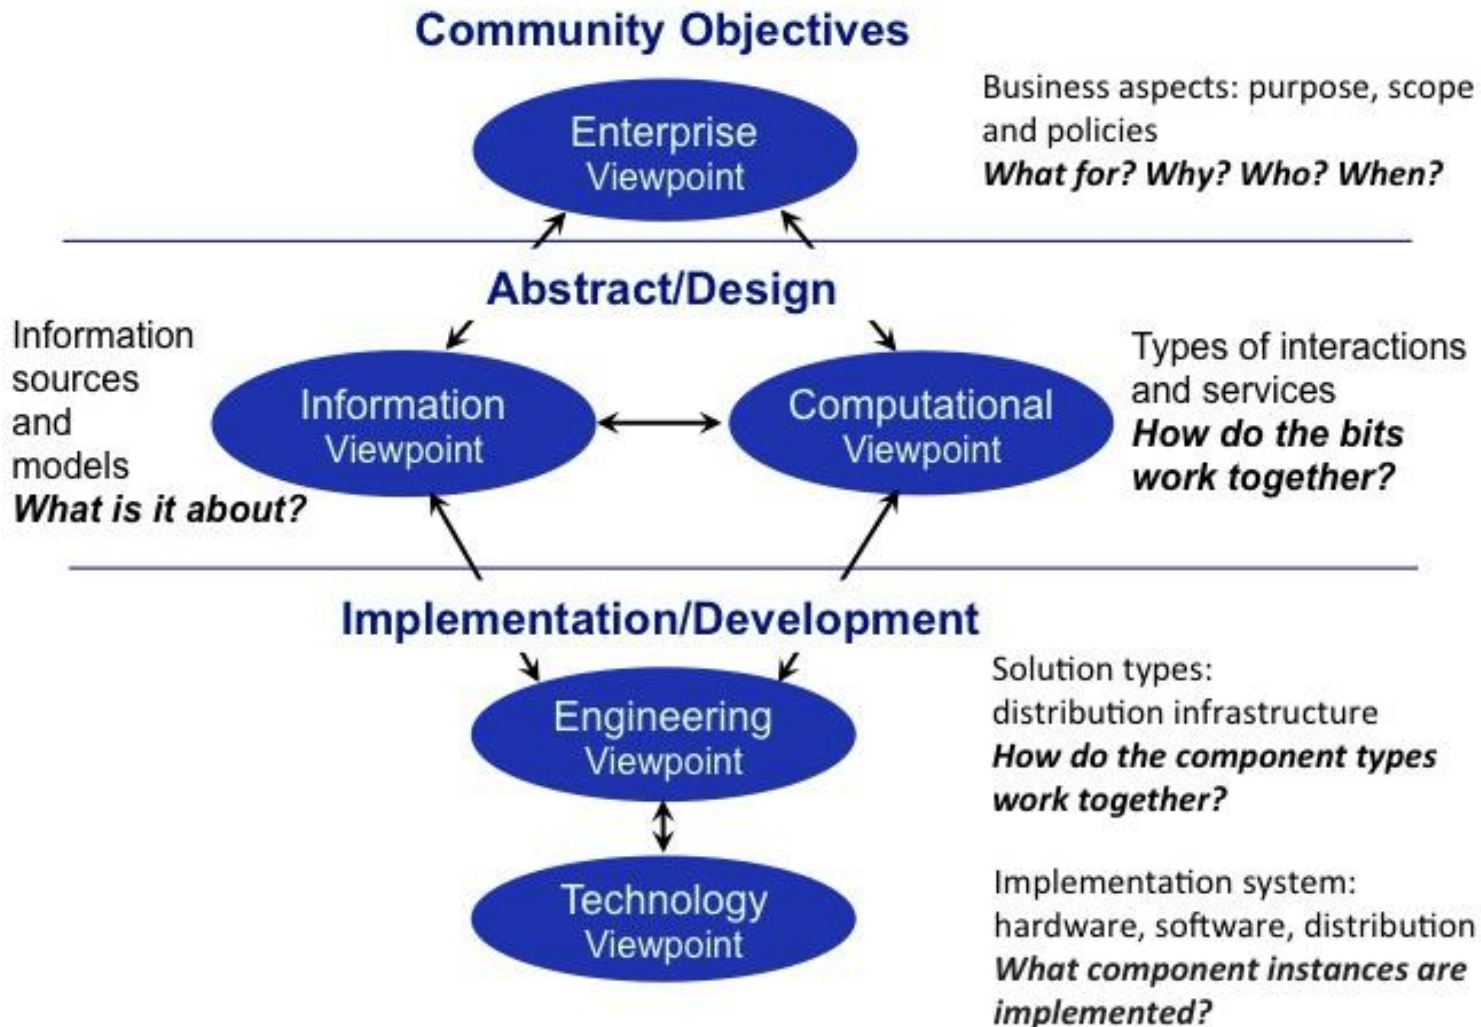 Community Objectives
Enterprise
Viewpoint
Business aspects: purpose, scope
and policies
What for? Why? Who? When?
Abstract/Design
Information
sources
and
models
What is it about?
Information
Viewpoint
Computational
Viewpoint
Types of interactions
and services
How do the bits
work together?
Implementation/Development
Engineering
Viewpoint
Solution types:
distribution infrastructure
How do the component types
work together?
Technology
Viewpoint
Implementation system:
hardware, software, distribution
What component instances are
implemented?